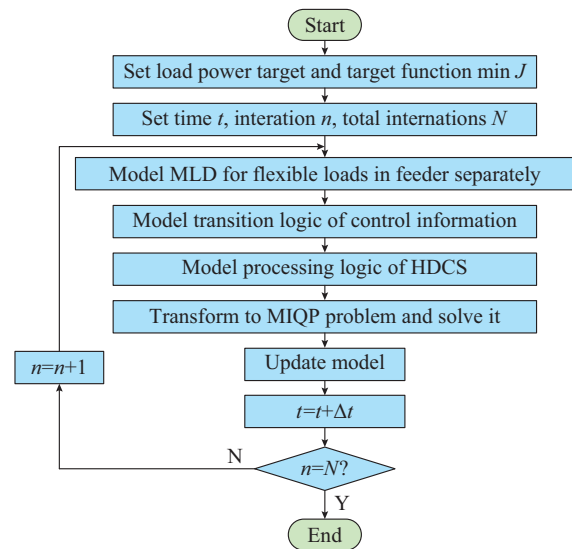 Start
Set load power target and target function min J
Set time t, interation n, total internations N
Model MLD for flexible loads in feeder separately
Model transition logic of control information
Model processing logic of HDCS
Transform to MIQP problem and solve it
Update model
n=n+1
t=t+Δt
N
n=N?
Y
End